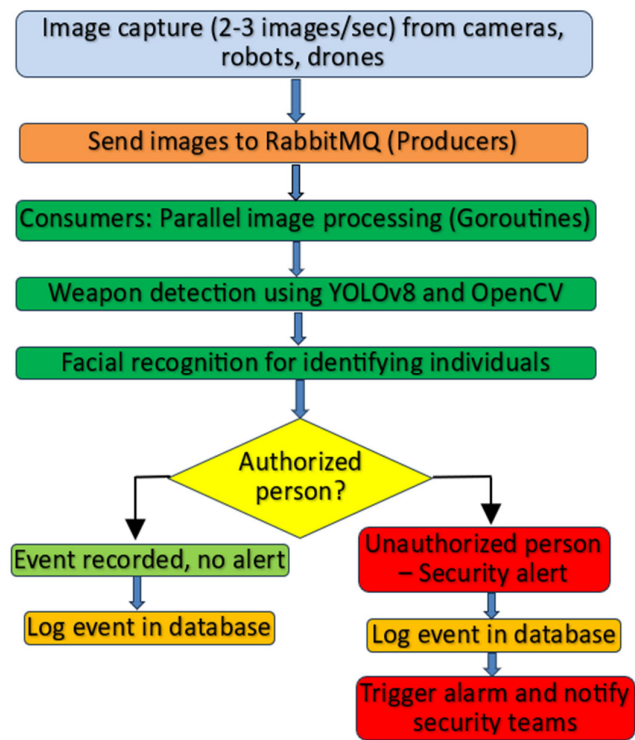 Image capture (2-3 images/sec) from cameras,
robots, drones
Send images to RabbitMQ (Producers)
Consumers: Parallel image processing (Goroutines)
Weapon detection using YOLOv8 and OpenCV
Facial recognition for identifying individuals
Authorized
person?
Event recorded, no alert
Log event in database
Unauthorized person
– Security alert
Log event in database
Trigger alarm and notify
security teams